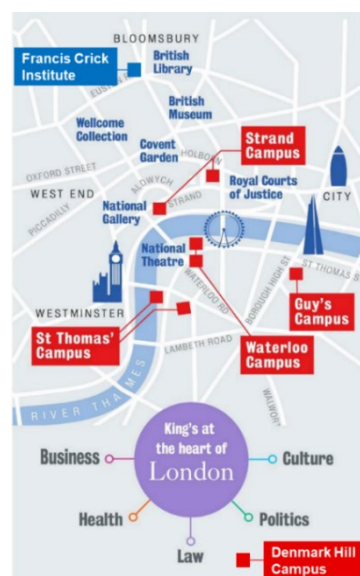 BLOOMSBURY
Francis Crick
Institute
British
Library
British
Museum
Wellcome
Collection
Strand
Campus
Covent
Garden
HOLBORN
OXFORD STREET
ALDWYCH
Royal Courts
of Justice
WEST END
STRAND
CITY
PICCADILLY
National
Gallery
National
Theatre
BOROUGH HIGH ST
ST THOMAS S
WATERLOO RD
WESTMINSTER
Guy's
Campus
St Thomas'
Campus
LAMBETH ROAD
Waterloo
Campus
RIVER THAMES
WALWORT
King's at
the heart of
London
Business
Culture
Health
Politics
Law
Denmark Hill
Campus